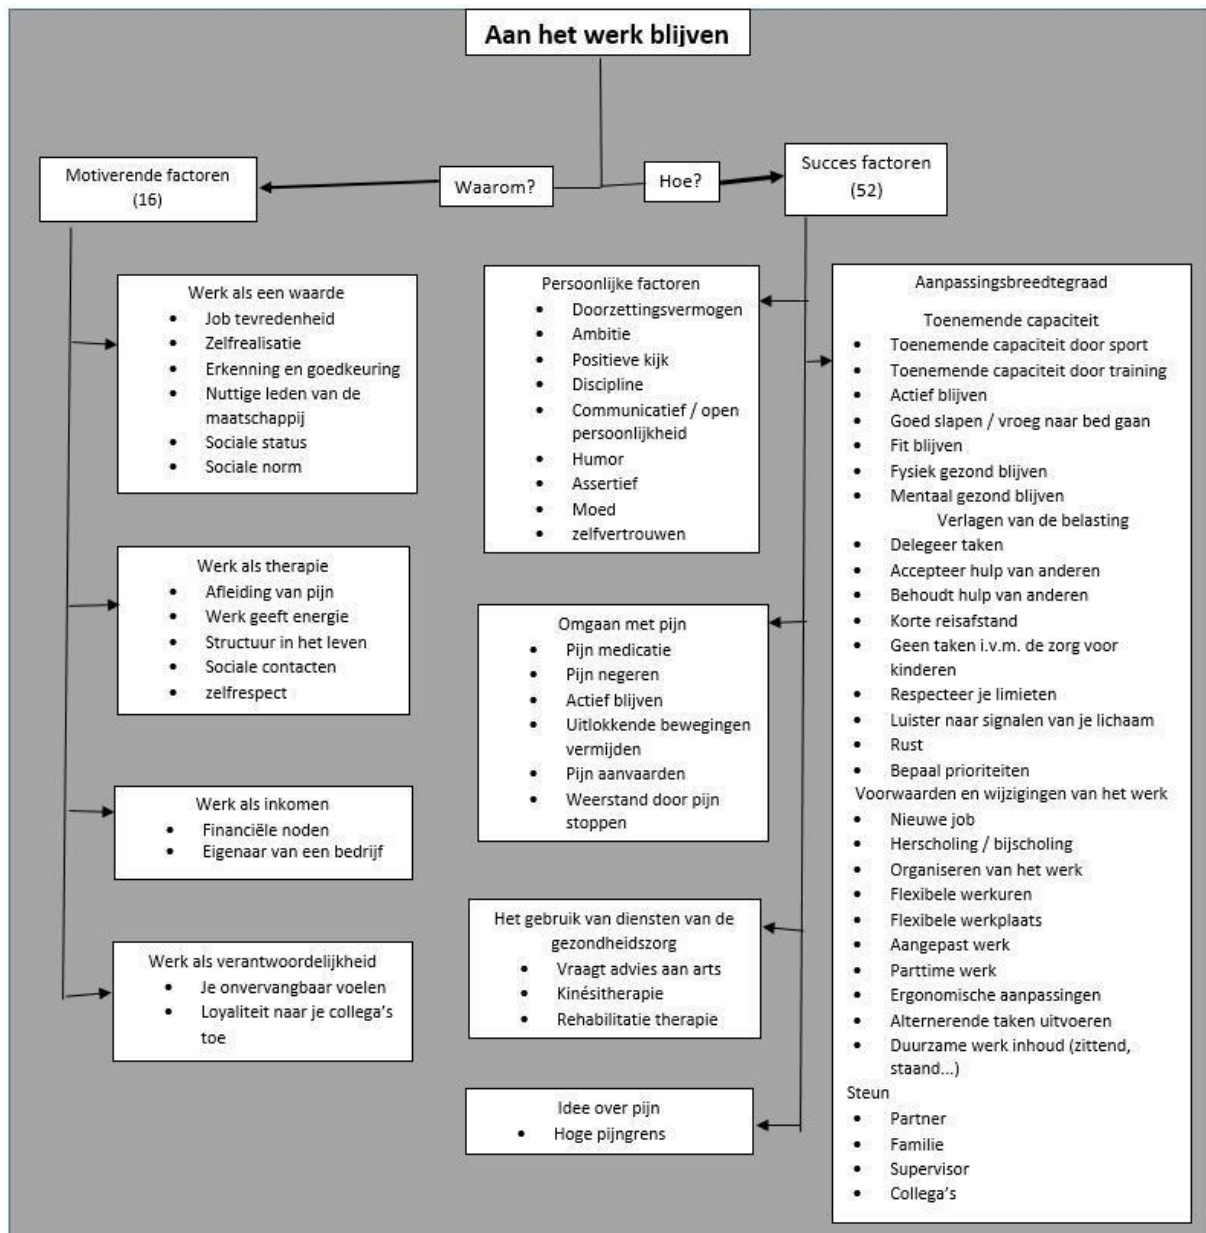 Aan het werk blijven
Motiverende factoren
(16)
Waarom?
Hoe?
Succes factoren
(52)
Werk als een waarde
• Job tevredenheid
• Zelfrealisatie
• Erkenning en goedkeuring
• Nuttige leden van de
maatschappij
• Sociale status
• Sociale norm
Werk als therapie
• Afleiding van pijn
• Werk geeft energie
• Structuur in het leven
• Sociale contacten
• zelfrespect
Werk als inkomen
• Financiële noden
• Eigenaar van een bedrijf
Werk als verantwoordelijkheid
• Je onvervangbaar voelen
• Loyaliteit naar je collega's
toe
Persoonlijke factoren
• Doorzettingsvermogen
• Ambitie
• Positieve kijk
• Discipline
• Communicatief / open
persoonlijkheid
• Humor
• Assertief
• Moed
• zelfvertrouwen
Omgaan met pijn
• Pijn medicatie
• Pijn negeren
• Actief blijven
• Uitlokkende bewegingen
vermijden
• Pijn aanvaarden
• Weerstand door pijn
stoppen
Het gebruik van diensten van de
gezondheidszorg
• Vraagt advies aan arts
• Kinésitherapie
• Rehabilitatie therapie
Idee over pijn
• Hoge pijngrens
Aanpassingsbreedtegraad
Toenemende capaciteit
• Toenemende capaciteit door sport
• Toenemende capaciteit door training
• Actief blijven
• Goed slapen / vroeg naar bed gaan
• Fit blijven
• Fysiek gezond blijven
• Mentaal gezond blijven
Verlagen van de belasting
• Delegeer taken
• Accepteer hulp van anderen
• Behoudt hulp van anderen
• Korte reisafstand
• Geen taken i.v.m. de zorg voor
kinderen
• Respecteer je limieten
• Luister naar signalen van je lichaam
• Rust
• Bepaal prioriteiten
Voorwaarden en wijzigingen van het werk
• Nieuwe job
• Herscholing / bijscholing
• Organiseren van het werk
• Flexibele werkuren
• Flexibele werkplaats
• Aangepast werk
• Parttime werk
• Ergonomische aanpassingen
• Alternerende taken uitvoeren
• Duurzame werk inhoud (zittend,
staand...)
Steun
• Partner
• Familie
• Supervisor
• Collega's